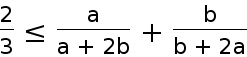 2/3 ≤ a/(a + 2b) + b/(b + 2a)